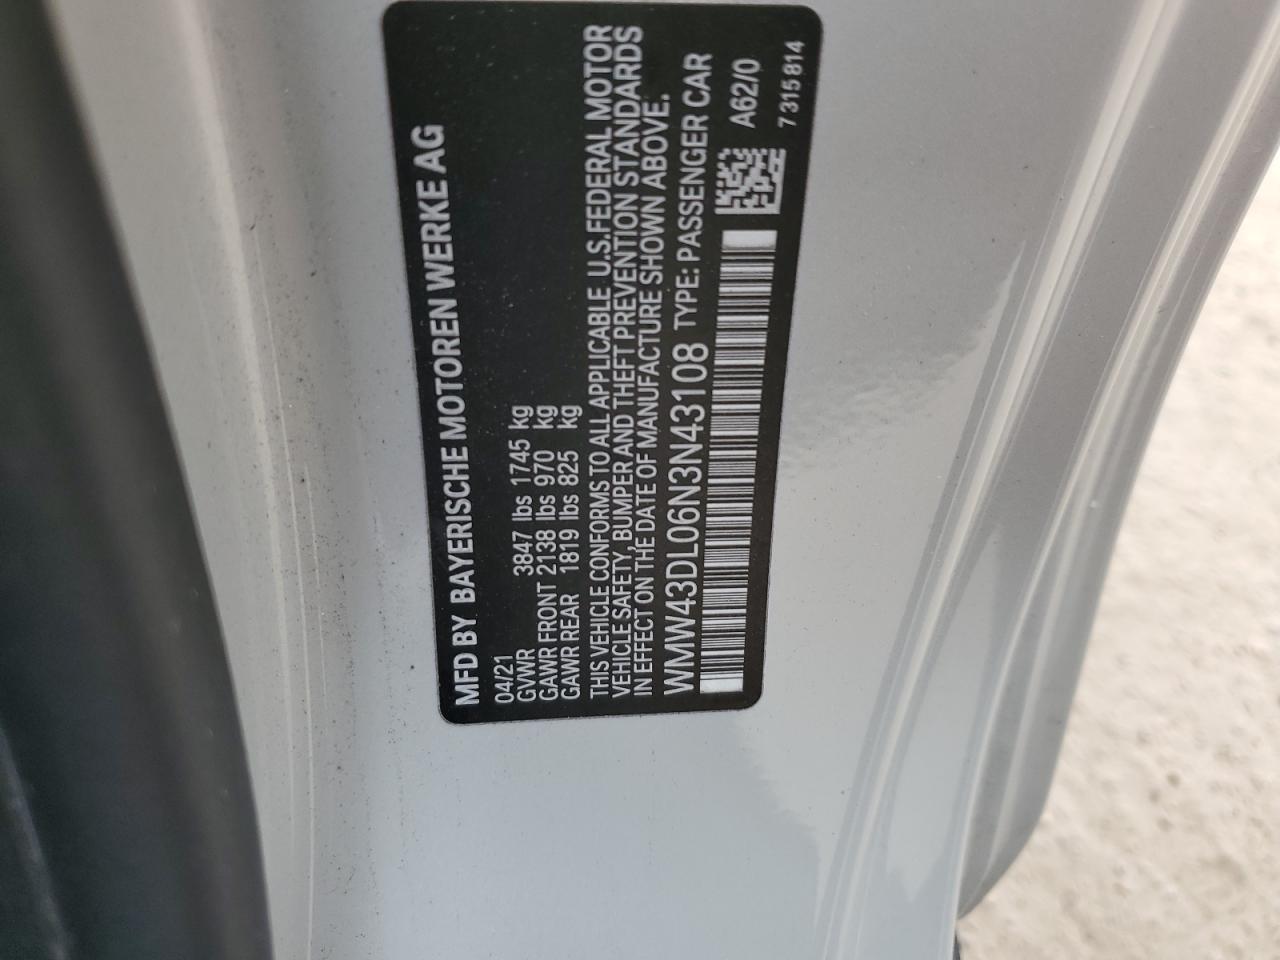 MFD BY BAYERISCHE MOTOREN WERKE AG
04/21
GVWR 3847 lbs 1745 kg
GAWR FRONT 2138 lbs 970 kg
GAWR REAR 1819 lbs 825 kg
THIS VEHICLE CONFORMS TO ALL APPLICABLE U.S.FEDERAL MOTOR
VEHICLE SAFETY, BUMPER AND THEFT PREVENTION STANDARDS
IN EFFECT ON THE DATE OF MANUFACTURE SHOWN ABOVE.
WMW43DL06N3N43108 TYPE: PASSENGER CAR
A62/0
7 315 814